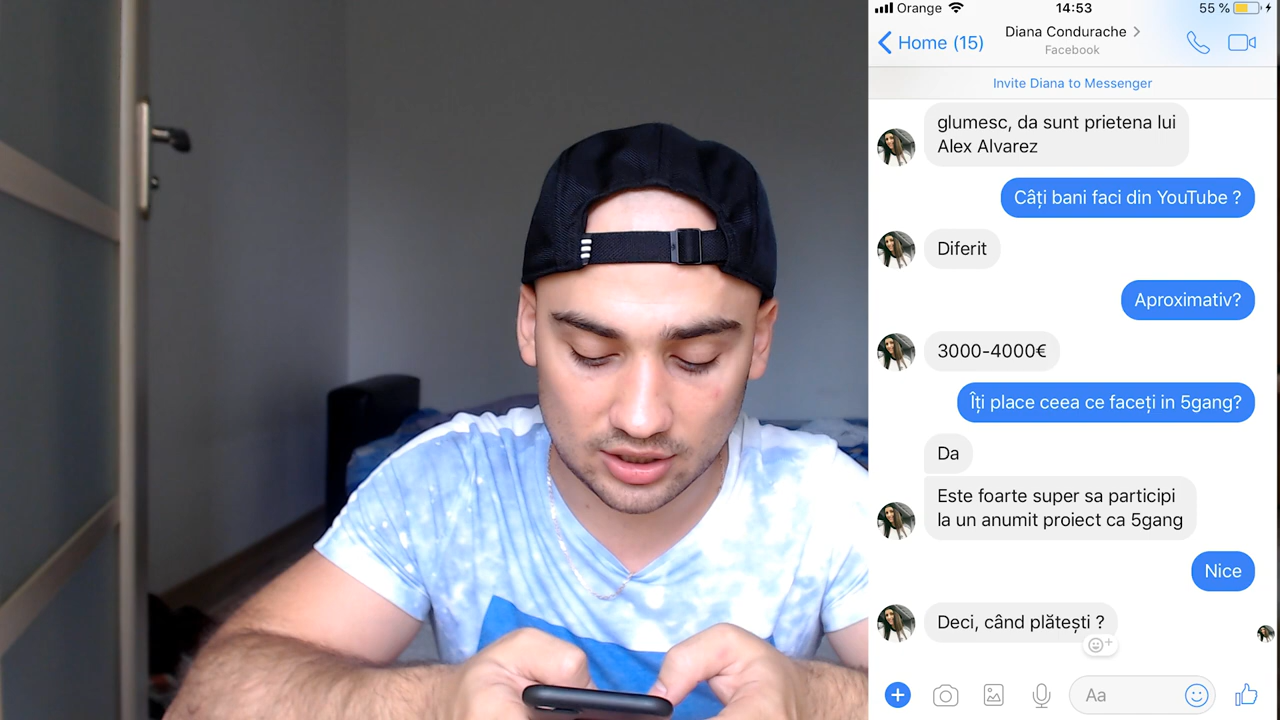 Orange 14:53 55 %
Home (15) Diana Condurache
Facebook
Invite Diana to Messenger
glumesc, da sunt prietena lui
Alex Alvarez
Câți bani faci din YouTube ?
Diferit
Aproximativ?
3000-4000€
Îți place ceea ce faceți in 5gang?
Da
Este foarte super sa participi
la un anumit proiect ca 5gang
Nice
Deci, când plătești ?
Aa